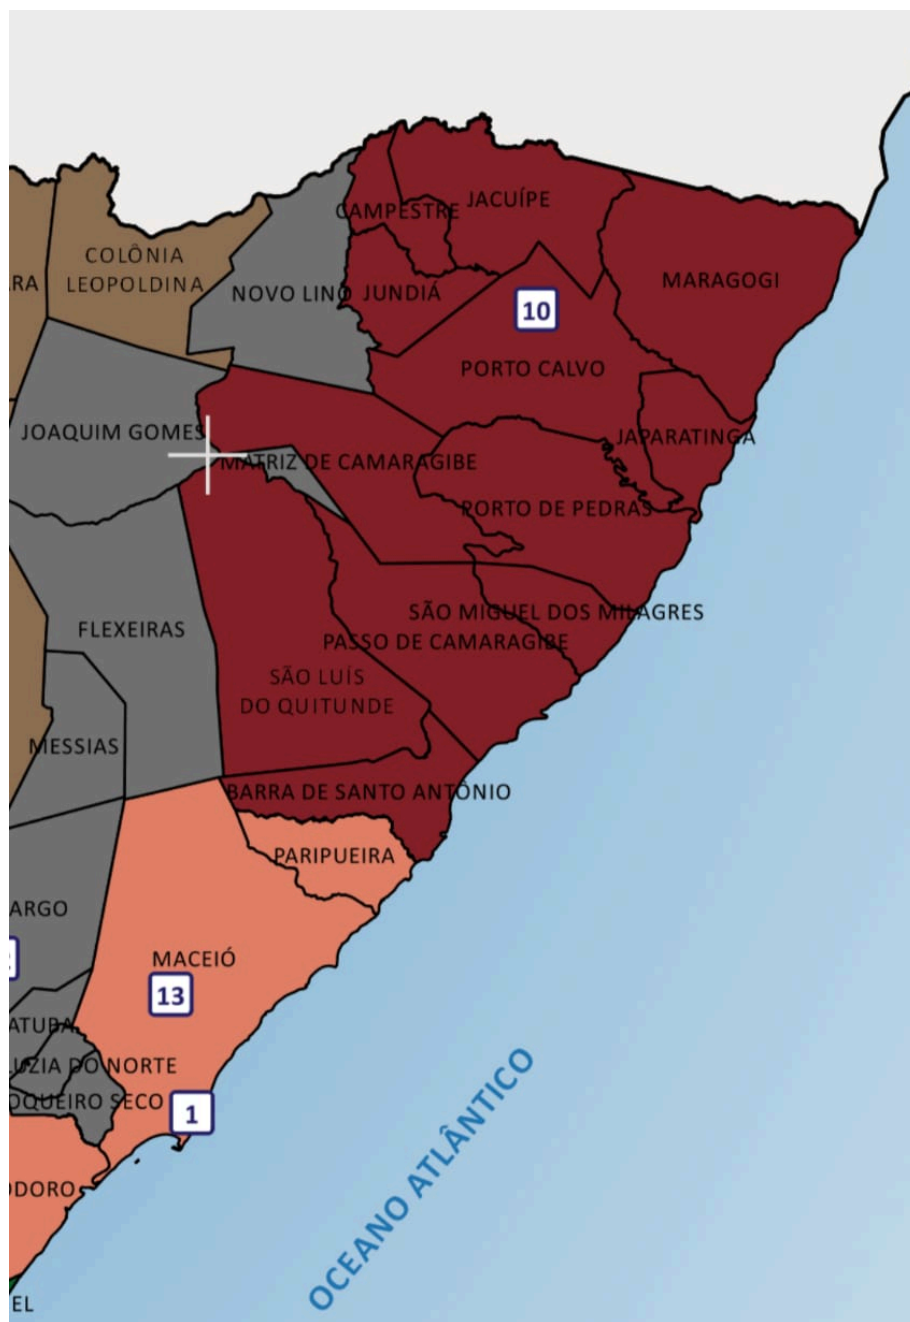 CAMPESTRE
JACUÍPE
COLÔNIA
LEOPOLDINA
RA
NOVO LINO
JUNDIÁ
MARAGOGI
10
PORTO CALVO
JOAQUIM GOMES
MATRIZ DE CAMARAGIBE
JAPARATINGA
PORTO DE PEDRAS
SÃO MIGUEL DOS MILAGRES
FLEXEIRAS
PASSO DE CAMARAGIBE
SÃO LUÍS
DO QUITUNDE
MESSIAS
BARRA DE SANTO ANTÔNIO
PARIPUEIRA
ARGO
MACEIÓ
13
ATUBA
LUZIA DO NORTE
OQUEIRO SECO
1
ODORO
OCEANO ATLÂNTICO
EL